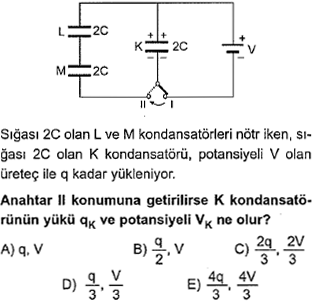 L 2C
M 2C
K 2C
V
II I
Sığası 2C olan L ve M kondansatörleri nötr iken, sı-
ğası 2C olan K kondansatörü, potansiyeli V olan
üreteç ile q kadar yükleniyor.
Anahtar II konumuna getirilirse K kondansatö-
rünün yükü qK ve potansiyeli VK ne olur?
A) q, V B) q/2, V C) 2q/3, 2V/3
D) q/3, V/3 E) 4q/3, 4V/3